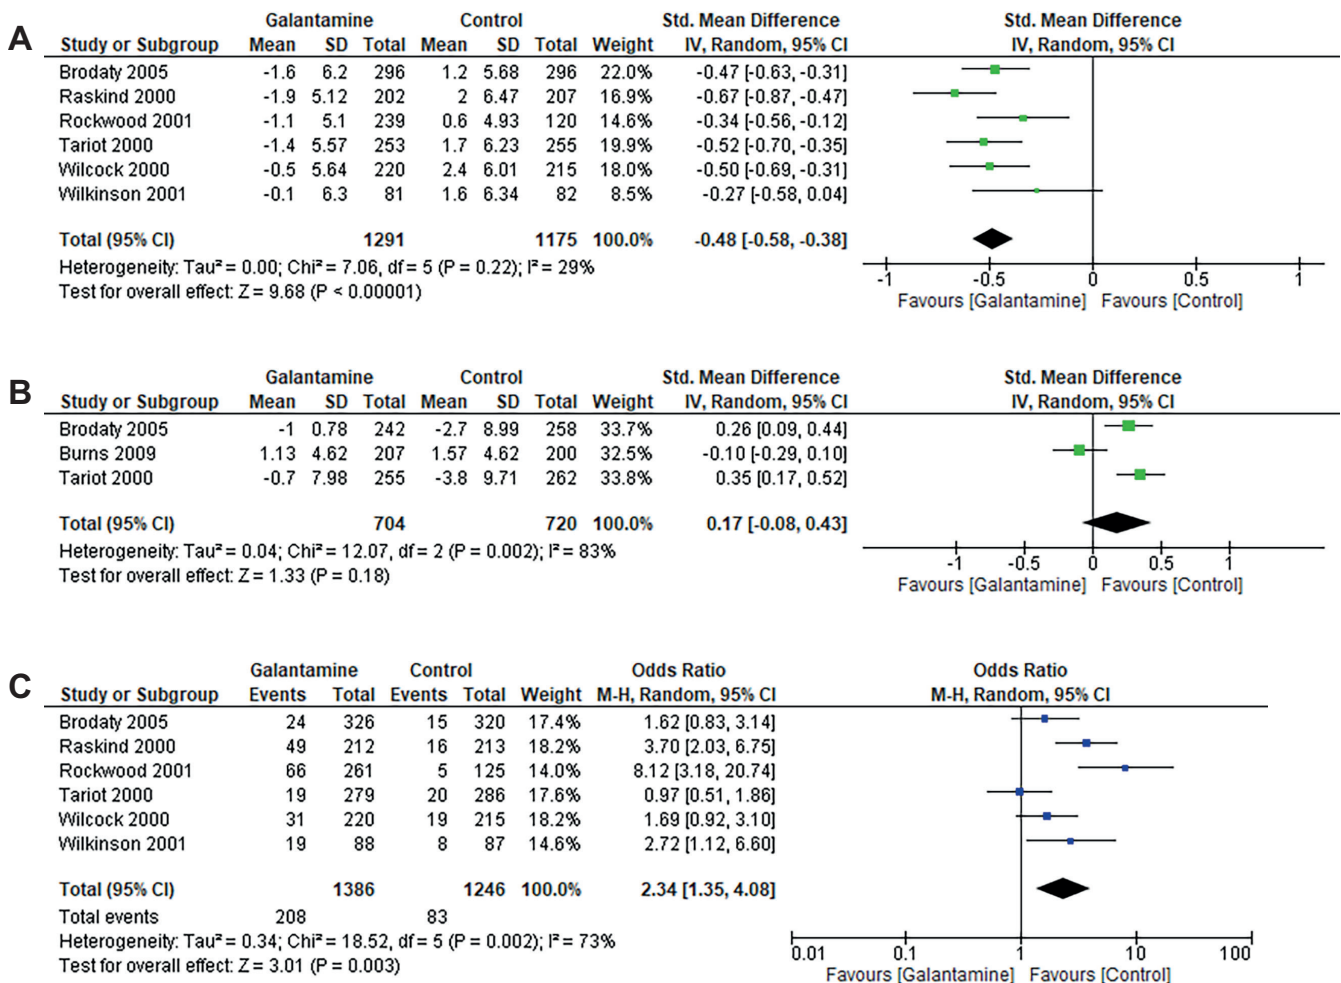 A
Galantamine Control Std. Mean Difference Std. Mean Difference
Study or Subgroup Mean SD Total Mean SD Total Weight IV, Random, 95% CI IV, Random, 95% CI
Brodaty 2005 -1.6 6.2 296 1.2 5.68 296 22.0% -0.47 [-0.63, -0.31]
Raskind 2000 -1.9 5.12 202 2 6.47 207 16.9% -0.67 [-0.87, -0.47]
Rockwood 2001 -1.1 5.1 239 0.6 4.93 120 14.6% -0.34 [-0.56, -0.12]
Tariot 2000 -1.4 5.57 253 1.7 6.23 255 19.9% -0.52 [-0.70, -0.35]
Wilcock 2000 -0.5 5.64 220 2.4 6.01 215 18.0% -0.50 [-0.69, -0.31]
Wilkinson 2001 -0.1 6.3 81 1.6 6.34 82 8.5% -0.27 [-0.58, 0.04]
Total (95% CI) 1291 1175 100.0% -0.48 [-0.58, -0.38]
Heterogeneity: Tau² = 0.00; Chi² = 7.06, df = 5 (P = 0.22); I² = 29%
Test for overall effect: Z = 9.68 (P < 0.00001)
-1 -0.5 0 0.5 1
Favours [Galantamine] Favours [Control]
B
Galantamine Control Std. Mean Difference Std. Mean Difference
Study or Subgroup Mean SD Total Mean SD Total Weight IV, Random, 95% CI IV, Random, 95% CI
Brodaty 2005 -1 0.78 242 -2.7 8.99 258 33.7% 0.26 [0.09, 0.44]
Burns 2009 1.13 4.62 207 1.57 4.62 200 32.5% -0.10 [-0.29, 0.10]
Tariot 2000 -0.7 7.98 255 -3.8 9.71 262 33.8% 0.35 [0.17, 0.52]
Total (95% CI) 704 720 100.0% 0.17 [-0.08, 0.43]
Heterogeneity: Tau² = 0.04; Chi² = 12.07, df = 2 (P = 0.002); I² = 83%
Test for overall effect: Z = 1.33 (P = 0.18)
-1 -0.5 0 0.5 1
Favours [Galantamine] Favours [Control]
C
Galantamine Control Odds Ratio Odds Ratio
Study or Subgroup Events Total Events Total Weight M-H, Random, 95% CI M-H, Random, 95% CI
Brodaty 2005 24 326 15 320 17.4% 1.62 [0.83, 3.14]
Raskind 2000 49 212 16 213 18.2% 3.70 [2.03, 6.75]
Rockwood 2001 66 261 5 125 14.0% 8.12 [3.18, 20.74]
Tariot 2000 19 279 20 286 17.6% 0.97 [0.51, 1.86]
Wilcock 2000 31 220 19 215 18.2% 1.69 [0.92, 3.10]
Wilkinson 2001 19 88 8 87 14.6% 2.72 [1.12, 6.60]
Total (95% CI) 1386 1246 100.0% 2.34 [1.35, 4.08]
Total events 208 83
Heterogeneity: Tau² = 0.34; Chi² = 18.52, df = 5 (P = 0.002); I² = 73%
Test for overall effect: Z = 3.01 (P = 0.003)
0.01 0.1 1 10 100
Favours [Galantamine] Favours [Control]